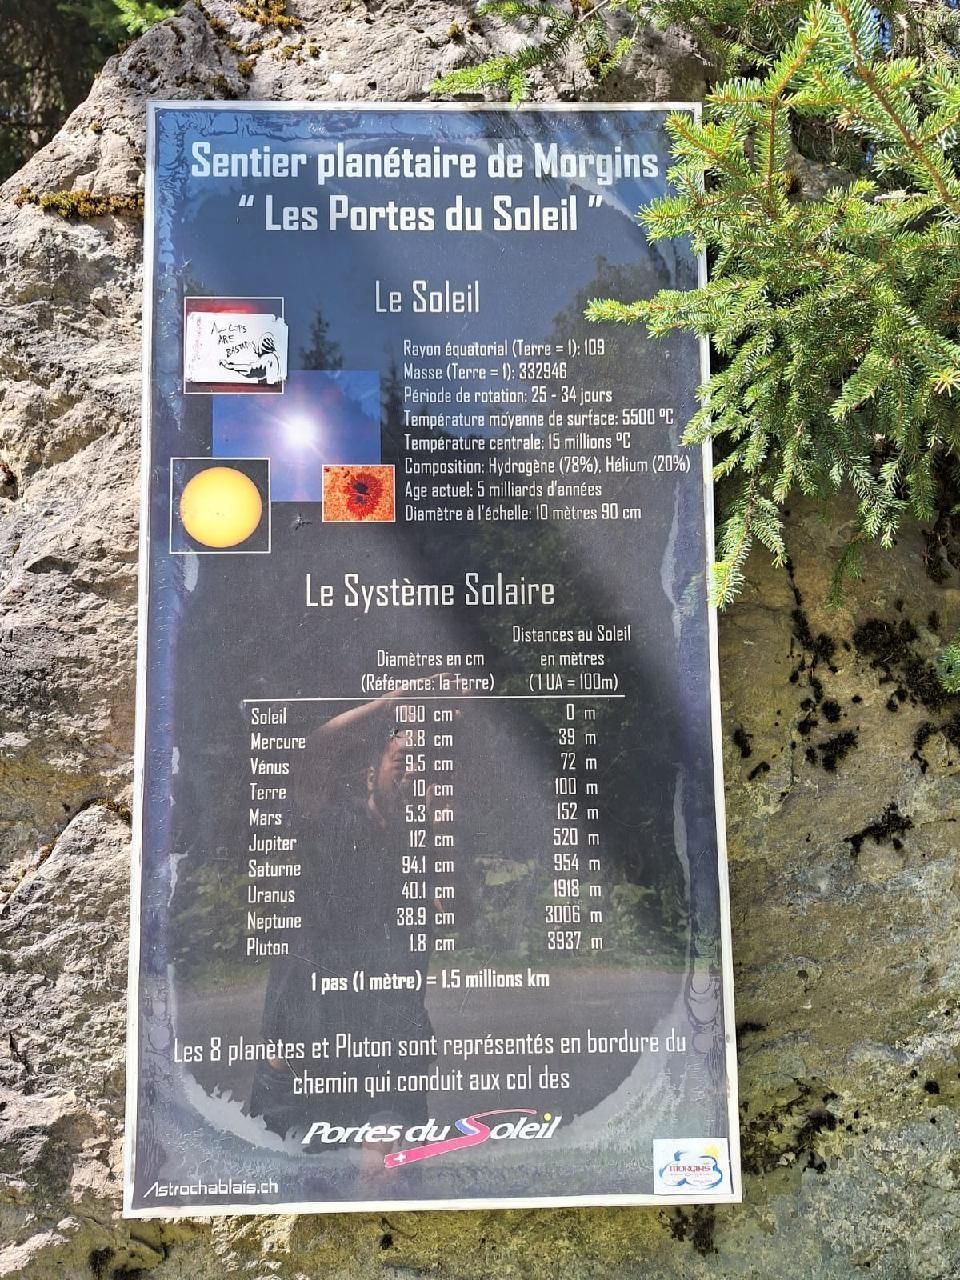 Sentier planétaire de Morgins
“ Les Portes du Soleil ”
Le Soleil
ALL COPS
ARE
BASTARDS
Rayon équatorial (Terre = 1): 109
Masse (Terre = 1): 332946
Période de rotation: 25 - 34 jours
Température moyenne de surface: 5500 ºC
Température centrale: 15 millions ºC
Composition: Hydrogène (78%), Hélium (20%)
Age actuel: 5 milliards d'années
Diamètre à l'échelle: 10 mètres 90 cm
Le Système Solaire
Diamètres en cm
(Référence: la Terre)
Distances au Soleil
en mètres
(1 UA = 100m)
Soleil 1090 cm 0 m
Mercure 3.8 cm 39 m
Vénus 9.5 cm 72 m
Terre 10 cm 100 m
Mars 5.3 cm 152 m
Jupiter 112 cm 520 m
Saturne 94.1 cm 954 m
Uranus 40.1 cm 1918 m
Neptune 38.9 cm 3006 m
Pluton 1.8 cm 3937 m
1 pas (1 mètre) = 1.5 millions km
Les 8 planètes et Pluton sont représentés en bordure du
chemin qui conduit aux col des
Portes du Soleil
MORGINS
Astrochablais.ch